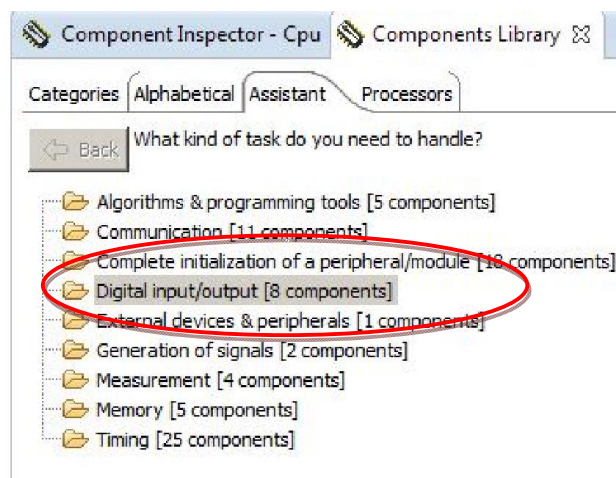 Component Inspector - Cpu Components Library
Categories Alphabetical Assistant Processors
Back What kind of task do you need to handle?
Algorithms & programming tools [5 components]
Communication [11 components]
Complete initialization of a peripheral/module [18 components]
Digital input/output [8 components]
External devices & peripherals [1 components]
Generation of signals [2 components]
Measurement [4 components]
Memory [5 components]
Timing [25 components]